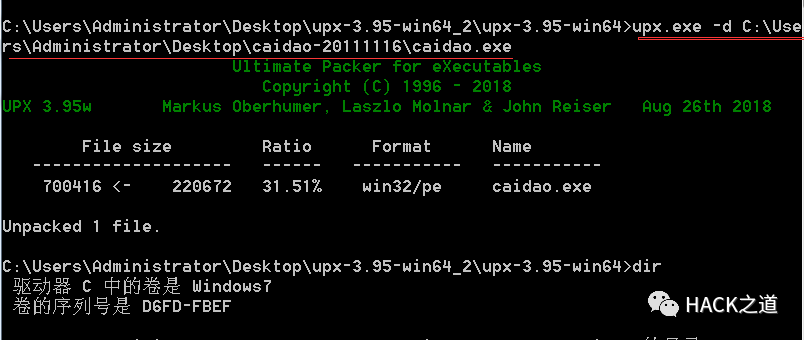 C:\Users\Administrator\Desktop\upx-3.95-win64_2\upx-3.95-win64>upx.exe -d C:\Use
rs\Administrator\Desktop\caidao-20111116\caidao.exe
Ultimate Packer for eXecutables
Copyright (C) 1996 - 2018
UPX 3.95w Markus Oberhumer, Laszlo Molnar & John Reiser Aug 26th 2018
File size Ratio Format Name
-------------------- ------ ----------- -----------
700416 <- 220672 31.51% win32/pe caidao.exe
Unpacked 1 file.
C:\Users\Administrator\Desktop\upx-3.95-win64_2\upx-3.95-win64>dir
驱动器 C 中的卷是 Windows7
卷的序列号是 D6FD-FBEF
HACK之道